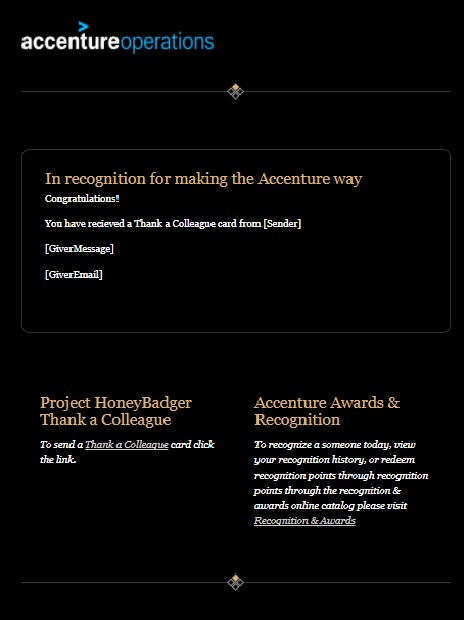 accentureoperations
In recognition for making the Accenture way
Congratulations!!
You have recieved a Thank a Colleague card from [Sender]
[GiverMessage]
[GiverEmail]
Project HoneyBadger
Thank a Colleague
To send a Thank a Colleague card click
the link.
Accenture Awards &
Recognition
To recognize a someone today, view
your recognition history, or redeem
recognition points through recognition
points through the recognition &
awards online catalog please visit
Recognition & Awards